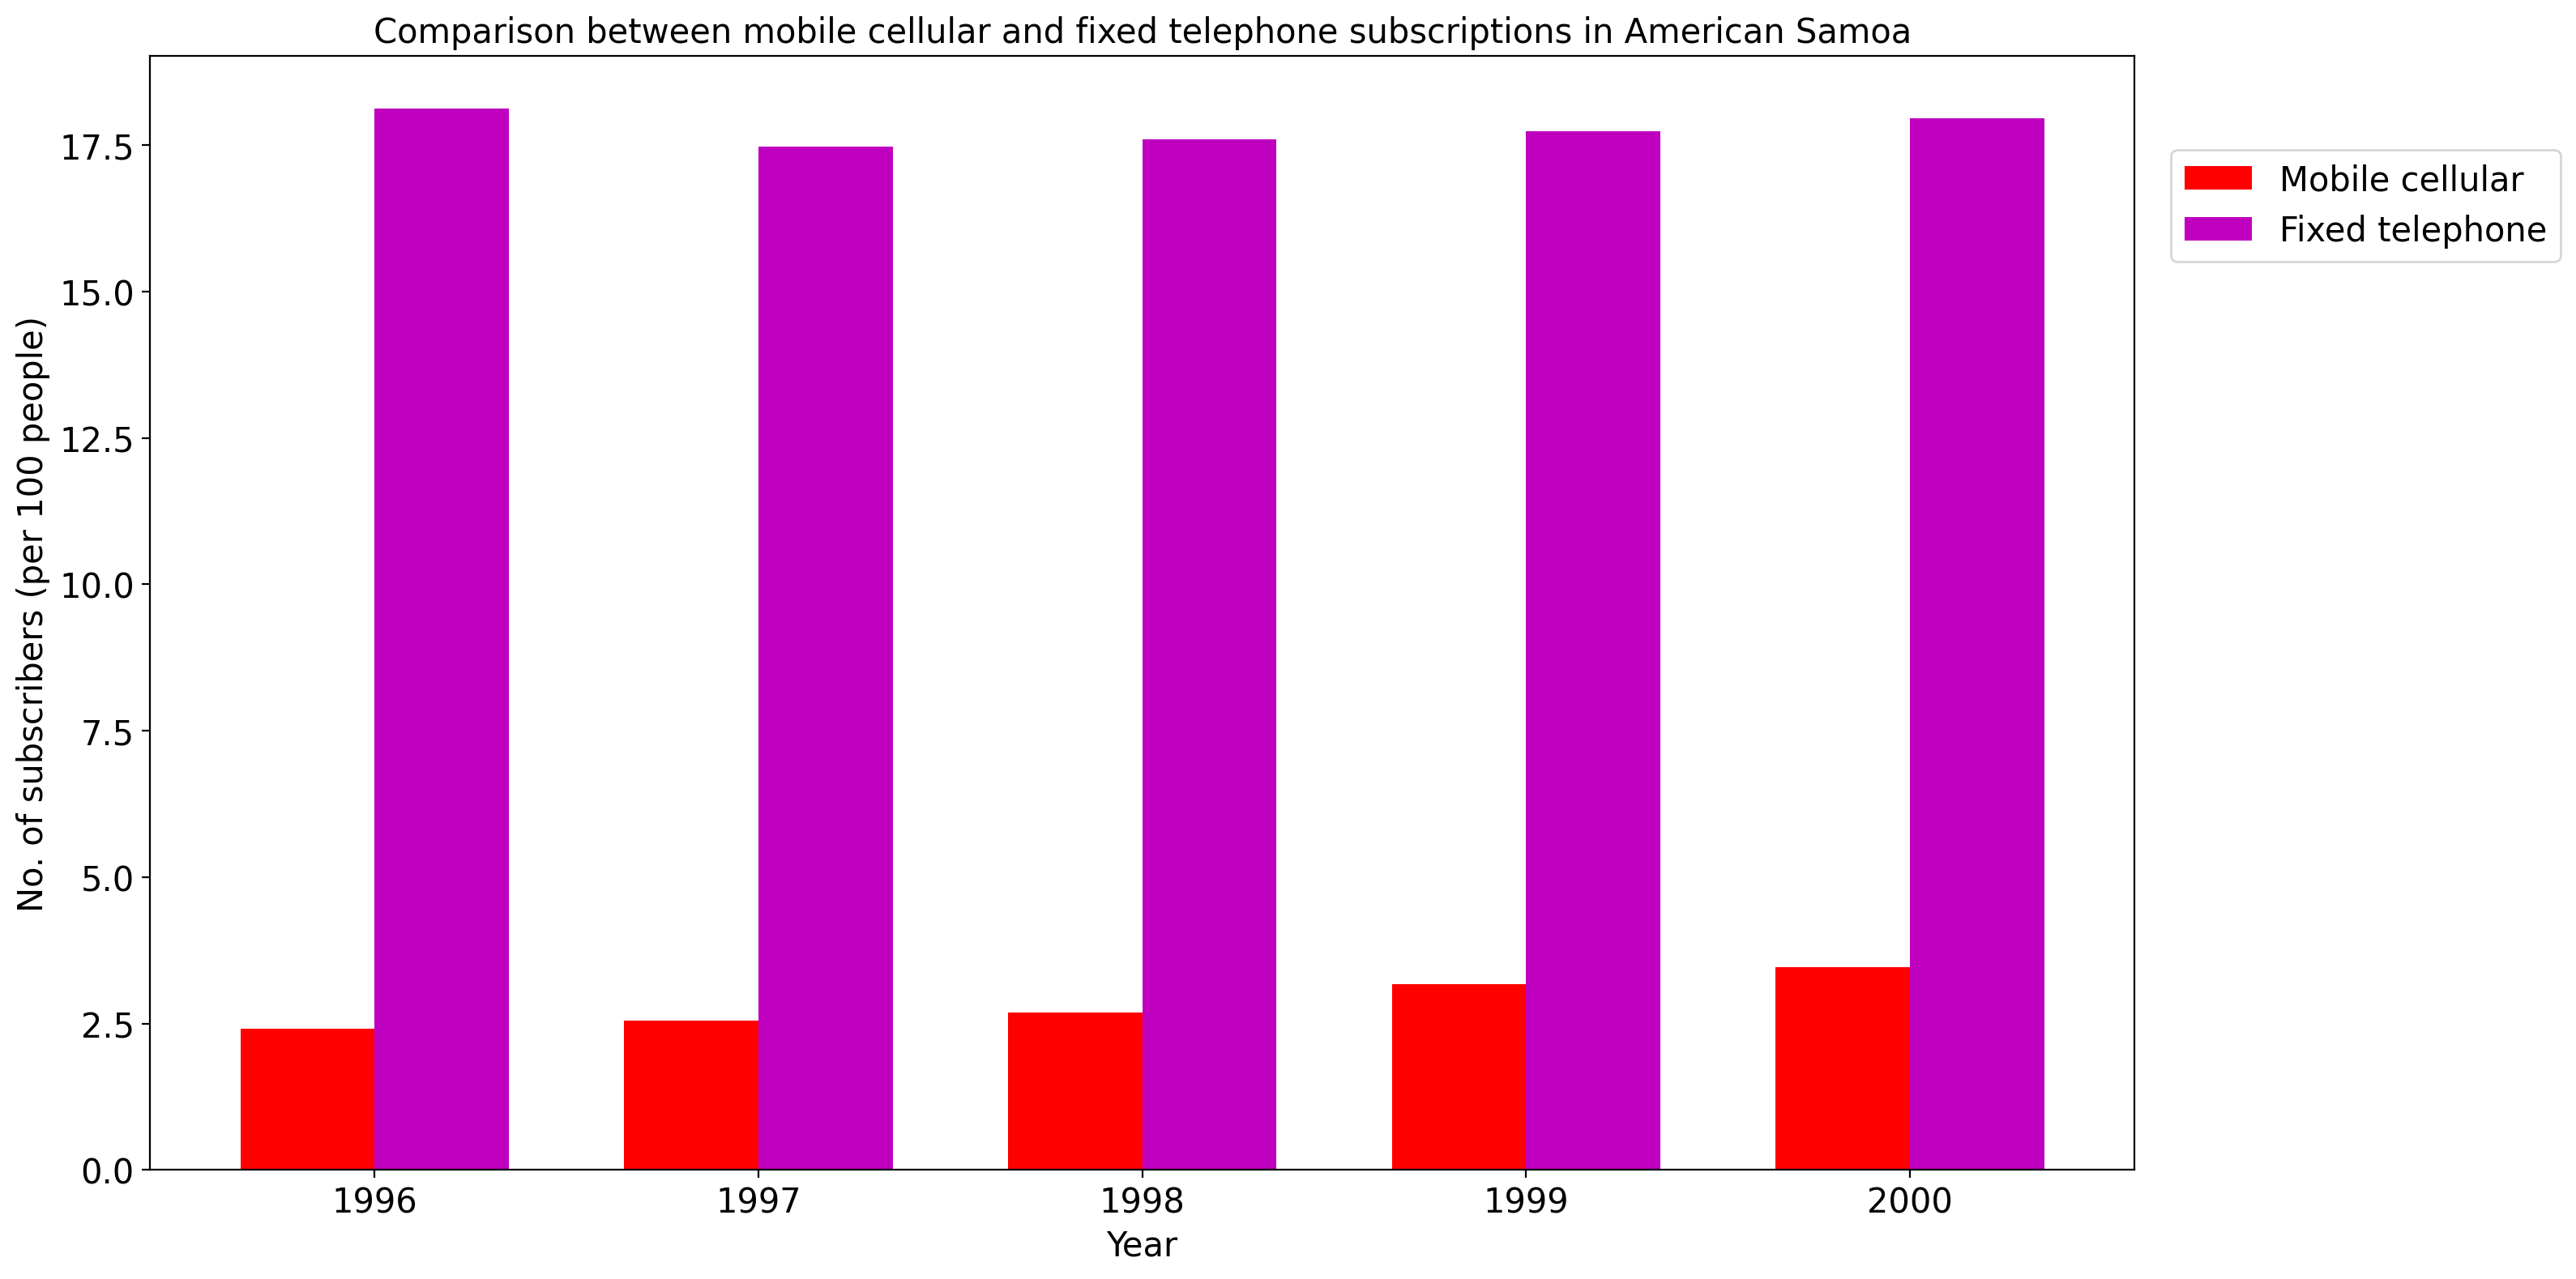 Comparison between mobile cellular and fixed telephone subscriptions in American Samoa
No. of subscribers (per 100 people)
17.5
15.0
12.5
10.0
7.5
5.0
2.5
0.0
1996 1997 1998 1999 2000
Year
Mobile cellular
Fixed telephone